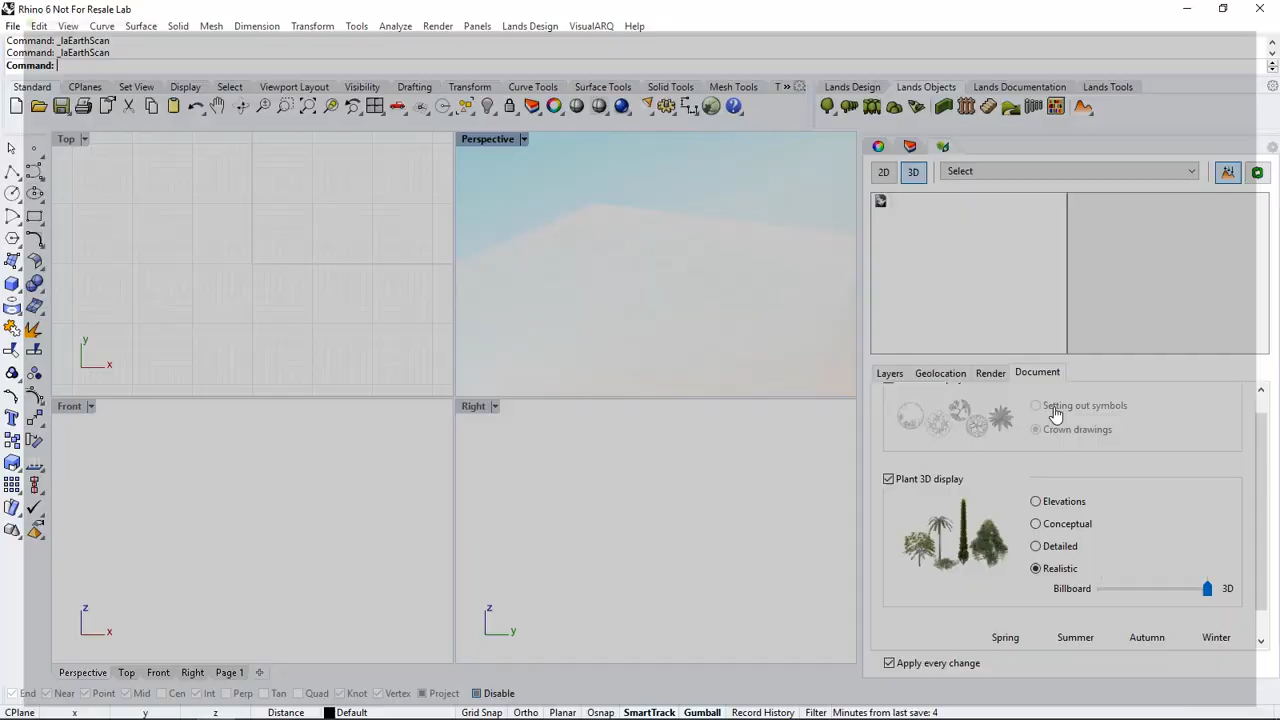 Rhino 6 Not For Resale Lab
File Edit View Curve Surface Solid Mesh Dimension Transform Tools Analyze Render Panels Lands Design VisualARQ Help
Command: _laEarthScan
Command: _laEarthScan
Command:
Standard CPlanes Set View Display Select Viewport Layout Visibility Drafting Transform Curve Tools Surface Tools Solid Tools Mesh Tools T » Lands Design Lands Objects Lands Documentation Lands Tools
Top
Perspective
2D 3D Select
y
x
Layers Geolocation Render Document
Setting out symbols
Crown drawings
Front
Right
Plant 3D display
Elevations
Conceptual
Detailed
Realistic
Billboard 3D
z
x
z
y
Spring Summer Autumn Winter
Apply every change
Perspective Top Front Right Page 1
End Near Point Mid Cen Int Perp Tan Quad Knot Vertex Project Disable
CPlane x y z Distance Default Grid Snap Ortho Planar Osnap SmartTrack Gumball Record History Filter Minutes from last save: 4